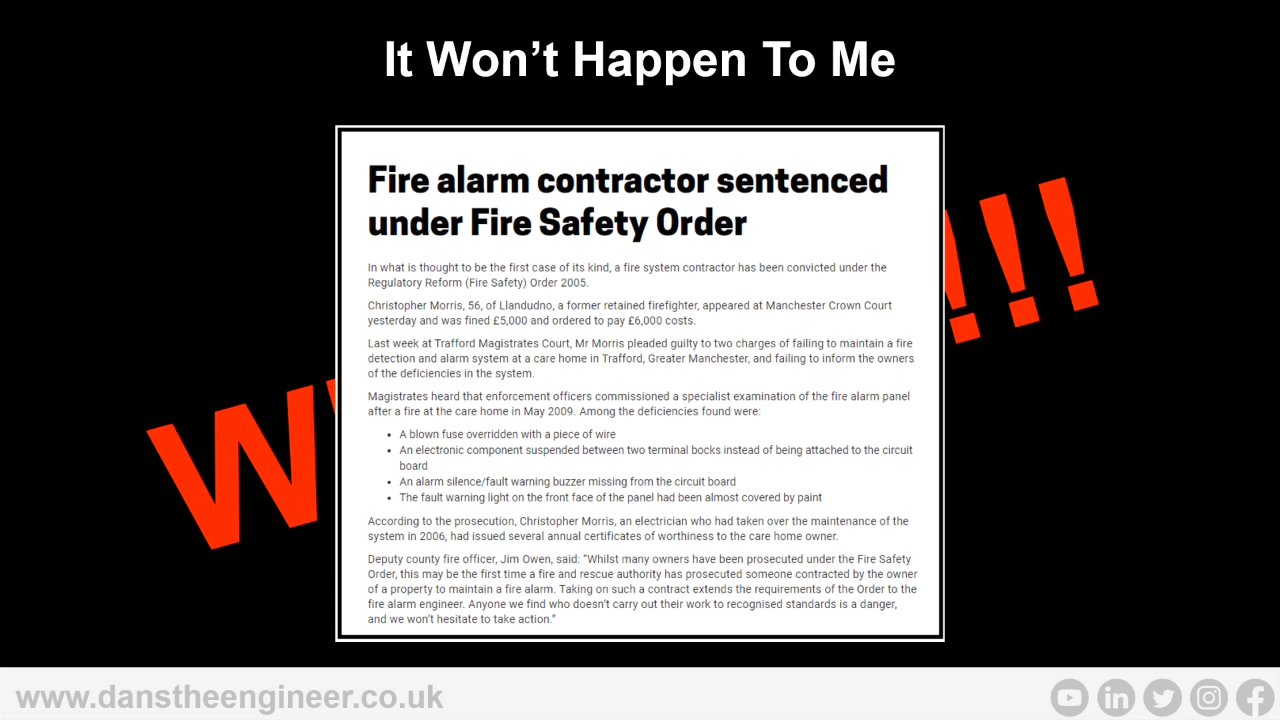 It Won’t Happen To Me
Fire alarm contractor sentenced
under Fire Safety Order
In what is thought to be the first case of its kind, a fire system contractor has been convicted under the
Regulatory Reform (Fire Safety) Order 2005.
Christopher Morris, 56, of Llandudno, a former retained firefighter, appeared at Manchester Crown Court
yesterday and was fined £5,000 and ordered to pay £6,000 costs.
Last week at Trafford Magistrates Court, Mr Morris pleaded guilty to two charges of failing to maintain a fire
detection and alarm system at a care home in Trafford, Greater Manchester, and failing to inform the owners
of the deficiencies in the system.
Magistrates heard that enforcement officers commissioned a specialist examination of the fire alarm panel
after a fire at the care home in May 2009. Among the deficiencies found were:
• A blown fuse overridden with a piece of wire
• An electronic component suspended between two terminal bocks instead of being attached to the circuit
board
• An alarm silence/fault warning buzzer missing from the circuit board
• The fault warning light on the front face of the panel had been almost covered by paint
According to the prosecution, Christopher Morris, an electrician who had taken over the maintenance of the
system in 2006, had issued several annual certificates of worthiness to the care home owner.
Deputy county fire officer, Jim Owen, said: “Whilst many owners have been prosecuted under the Fire Safety
Order, this may be the first time a fire and rescue authority has prosecuted someone contracted by the owner
of a property to maintain a fire alarm. Taking on such a contract extends the requirements of the Order to the
fire alarm engineer. Anyone we find who doesn’t carry out their work to recognised standards is a danger,
and we won’t hesitate to take action.”
!!!
www.danstheengineer.co.uk